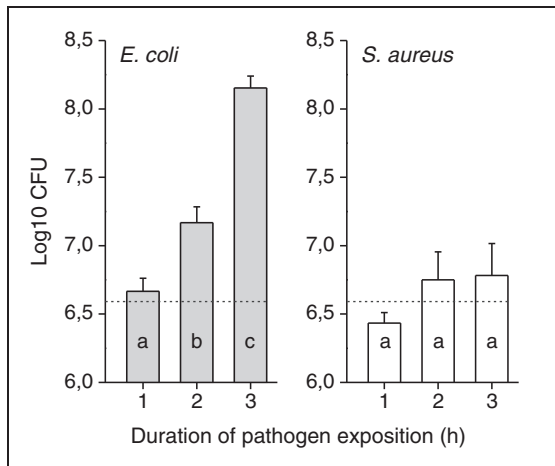 E. coli
S. aureus
8,5
8,0
7,5
7,0
6,5
6,0
8,5
8,0
7,5
7,0
6,5
6,0
Log10 CFU
a b c
a a a
1 2 3
1 2 3
Duration of pathogen exposition (h)